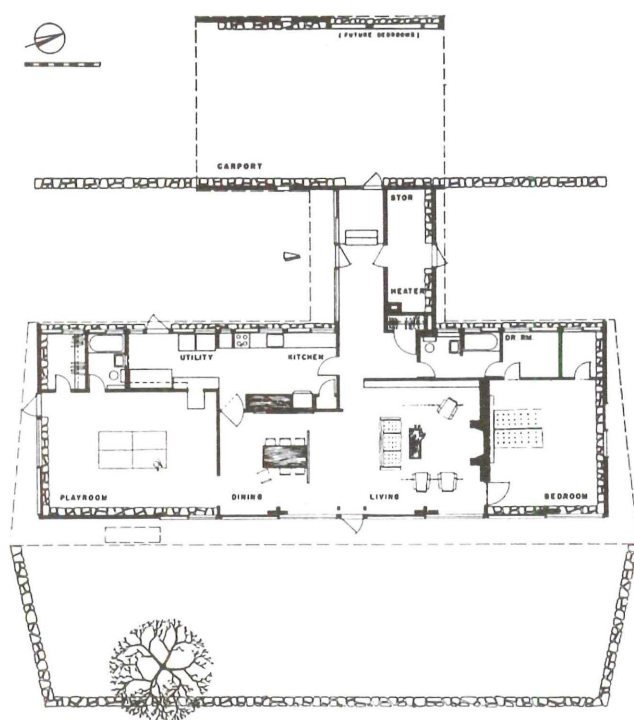 ( FUTURE BEDROOMS )
CARPORT
STOR
HEATER
UTILITY
KITCHEN
DR RM.
PLAYROOM
DINING
LIVING
BEDROOM